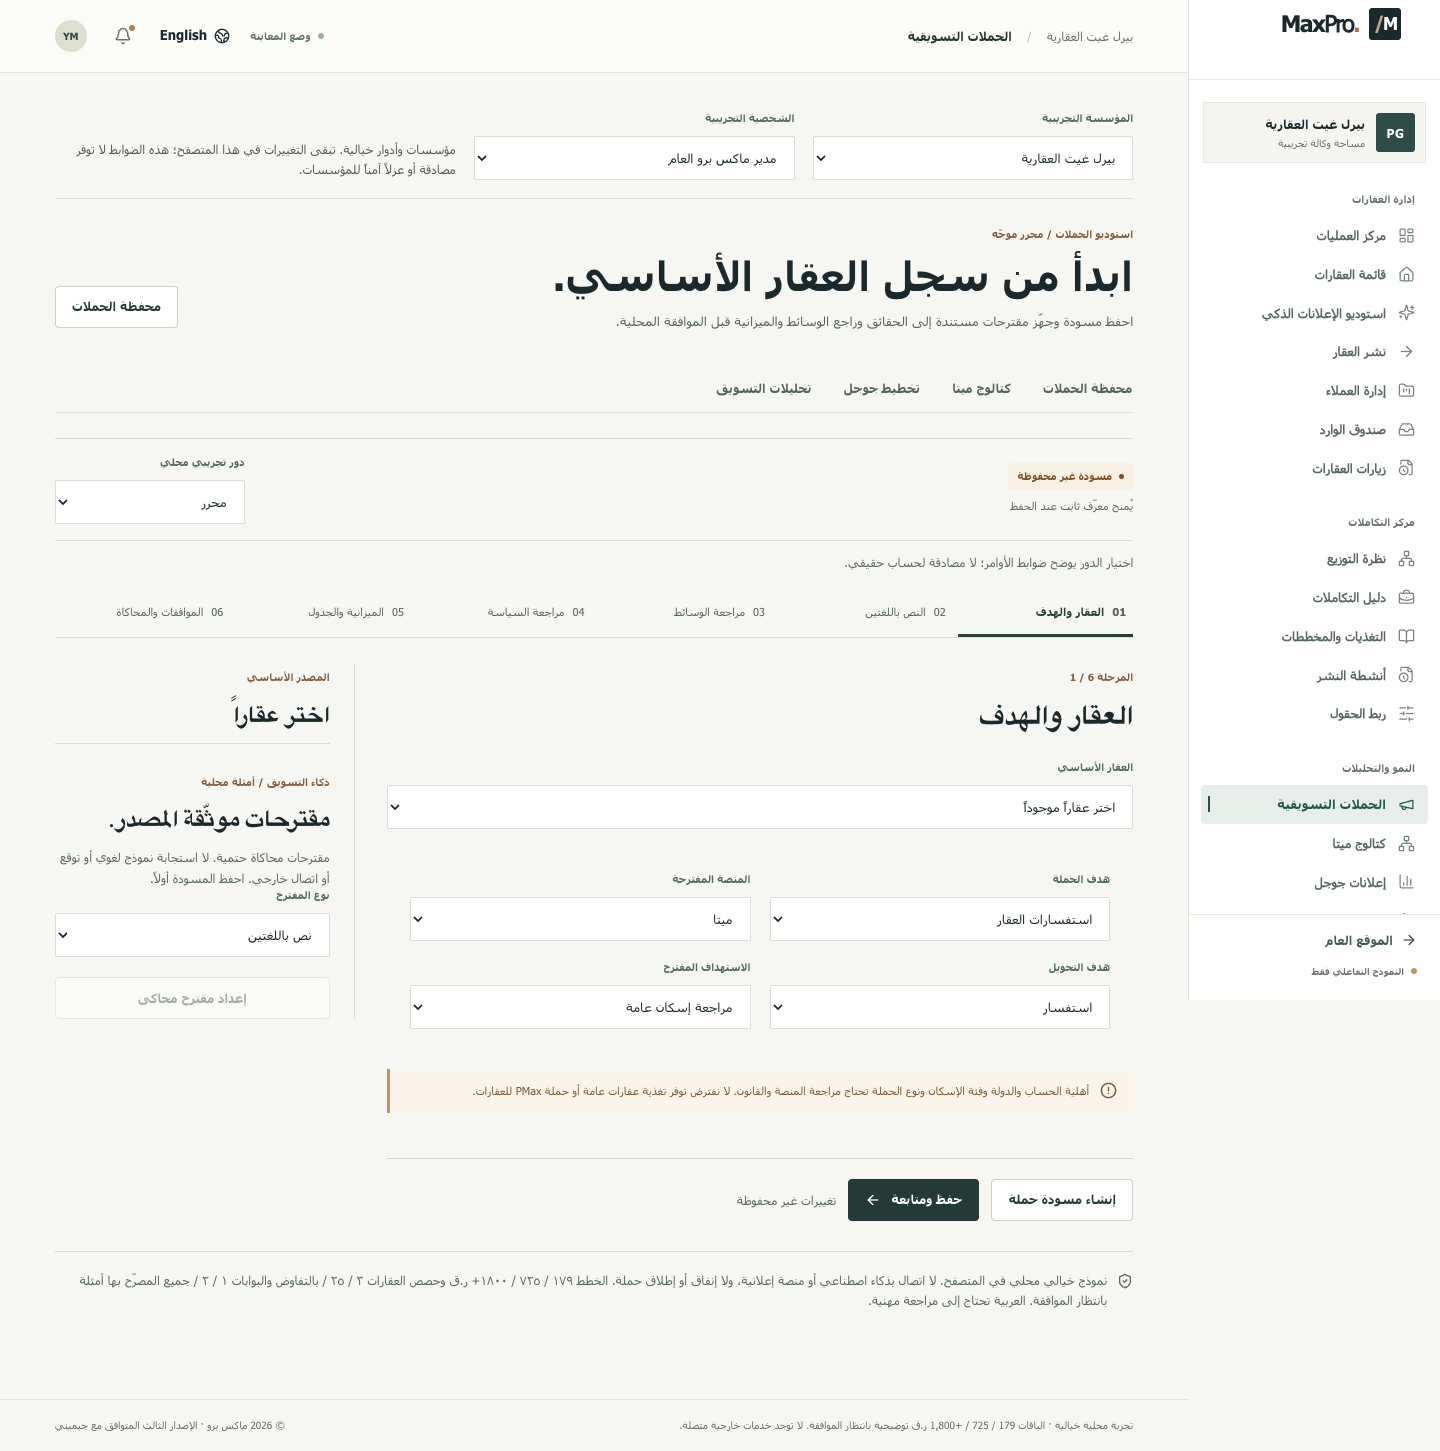 /M MaxPro.
بيرل غيت العقارية / الحملات التسويقية
وضع المعاينة
English
YM
PG
بيرل غيت العقارية
مساحة وكالة تجريبية
إدارة العقارات
مركز العمليات
قائمة العقارات
استوديو الإعلانات الذكي
نشر العقار
إدارة العملاء
صندوق الوارد
زيارات العقارات
مركز التكاملات
نظرة التوزيع
دليل التكاملات
التغذيات والمخططات
أنشطة النشر
ربط الحقول
النمو والتحليلات
الحملات التسويقية
كتالوج ميتا
إعلانات جوجل
الموقع العام
النموذج التفاعلي فقط
المؤسسة التجريبية
بيرل غيت العقارية
الشخصية التجريبية
مدير ماكس برو العام
مؤسسات وأدوار خيالية. تبقى التغييرات في هذا المتصفح؛ هذه الضوابط لا توفر
مصادقة أو عزلاً آمناً للمؤسسات.
استوديو الحملات / محرر موجّه
ابدأ من سجل العقار الأساسي.
احفظ مسودة وجهّز مقترحات مستندة إلى الحقائق وراجع الوسائط والميزانية قبل الموافقة المحلية.
محفظة الحملات
محفظة الحملات
كتالوج ميتا
تخطيط جوجل
تحليلات التسويق
مسودة غير محفوظة
يُمنح معرّف ثابت عند الحفظ
دور تجريبي محلي
محرر
اختيار الدور يوضح ضوابط الأوامر؛ لا مصادقة لحساب حقيقي.
01 العقار والهدف
02 النص باللغتين
03 مراجعة الوسائط
04 مراجعة السياسة
05 الميزانية والجدول
06 الموافقات والمحاكاة
المرحلة 6 / 1
العقار والهدف
العقار الأساسي
اختر عقاراً موجوداً
هدف الحملة
استفسارات العقار
المنصة المقترحة
ميتا
هدف التحويل
استفسار
الاستهداف المقترح
مراجعة إسكان عامة
أهلية الحساب والدولة وفئة الإسكان ونوع الحملة تحتاج مراجعة المنصة والقانون. لا نفترض توفر تغذية عقارات عامة أو حملة PMax للعقارات.
إنشاء مسودة حملة
حفظ ومتابعة
تغييرات غير محفوظة
المصدر الأساسي
اختر عقاراً
ذكاء التسويق / أمثلة محلية
مقترحات موثّقة المصدر.
مقترحات محاكاة حتمية. لا استجابة نموذج لغوي أو توقع
أو اتصال خارجي. احفظ المسودة أولاً.
نوع المقترح
نص باللغتين
إعداد مقترح محاكى
نموذج خيالي محلي في المتصفح. لا اتصال بذكاء اصطناعي أو منصة إعلانية، ولا إنفاق أو إطلاق حملة. الخطط ١٧٩ / ٧٢٥ / ١٨٠٠+ ر.ق وحصص العقارات ٣ / ٢٥ / بالتفاوض والبوابات ١ / ٢ / جميع المصرّح بها أمثلة
بانتظار الموافقة. العربية تحتاج إلى مراجعة مهنية.
تجربة محلية خيالية · الباقات 179 / 725 / +1,800 ر.ق توضيحية بانتظار الموافقة. لا توجد خدمات خارجية متصلة.
© 2026 ماكس برو · الإصدار الثالث المتوافق مع جيميني